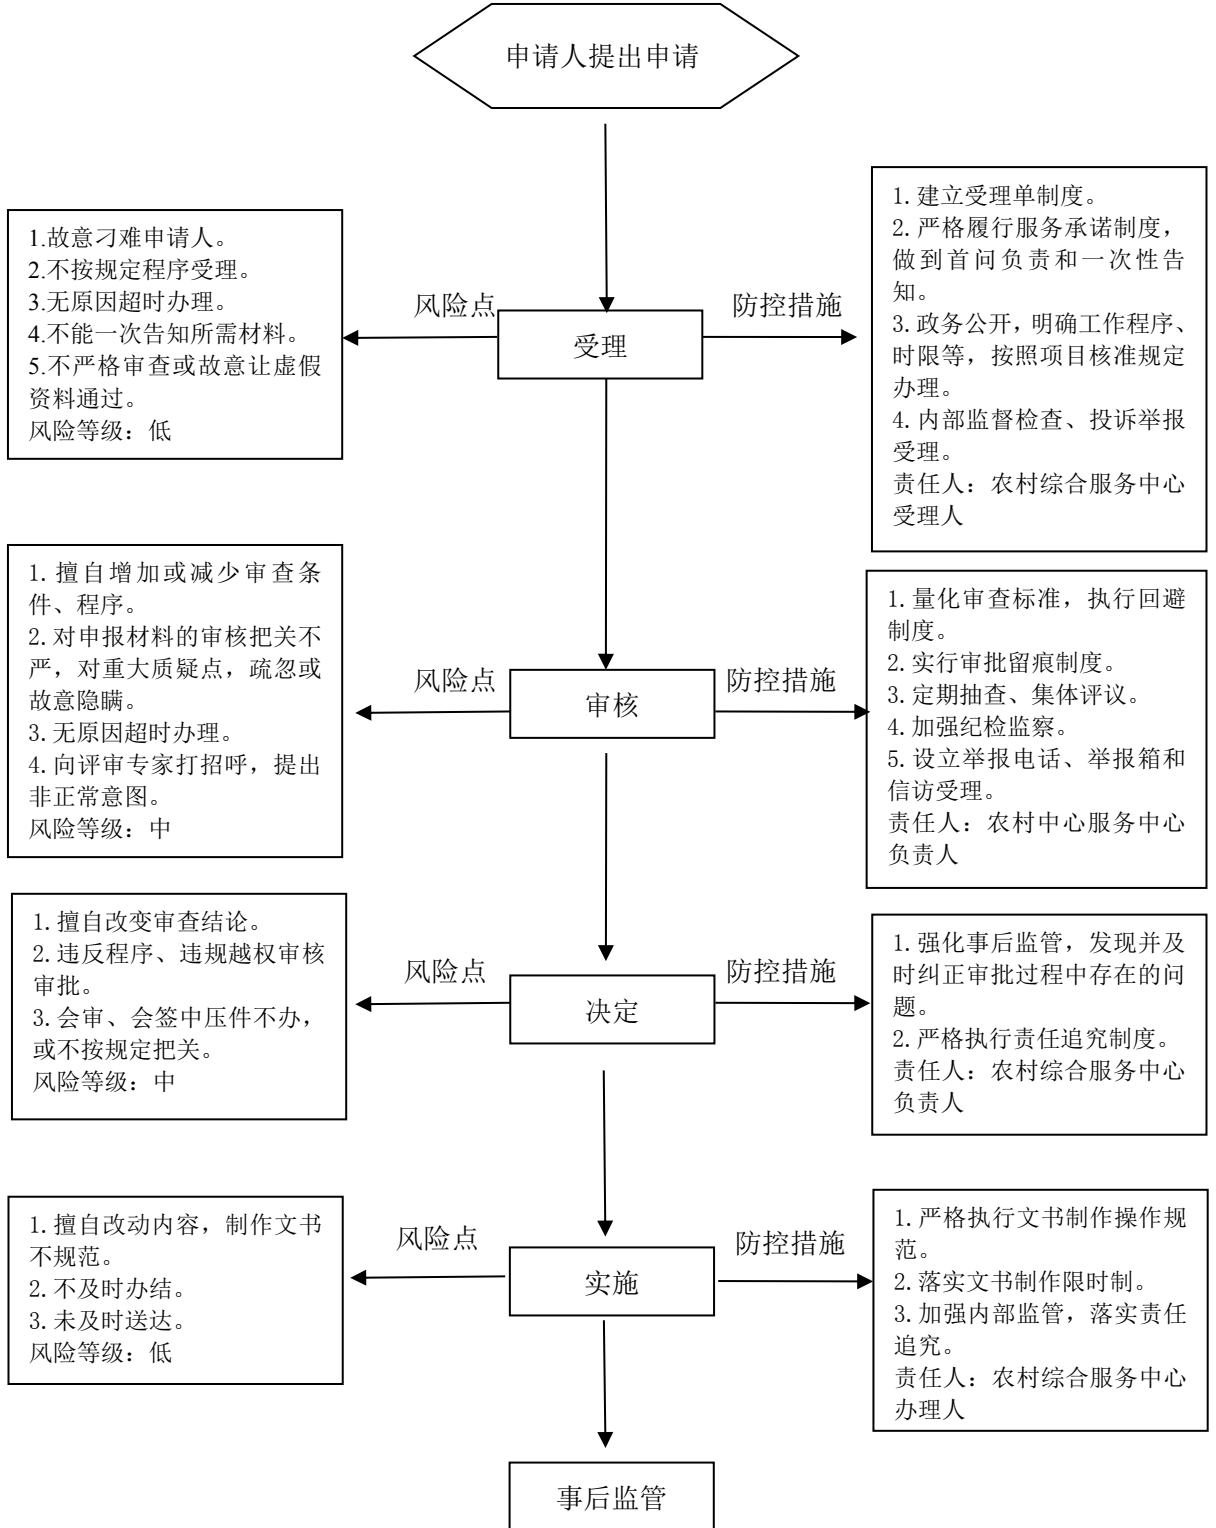 申请人提出申请
1.故意刁难申请人。
2.不按规定程序受理。
3.无原因超时办理。
4.不能一次告知所需材料。
5.不严格审查或故意让虚假
资料通过。
风险等级：低
风险点
受理
防控措施
1.建立受理单制度。
2.严格履行服务承诺制度，
做到首问负责和一次性告
知。
3.政务公开，明确工作程序、
时限等，按照项目核准规定
办理。
4.内部监督检查、投诉举报
受理。
责任人：农村综合服务中心
受理人
1.擅自增加或减少审查条
件、程序。
2.对申报材料的审核把关不
严，对重大质疑点，疏忽或
故意隐瞒。
3.无原因超时办理。
4.向评审专家打招呼，提出
非正常意图。
风险等级：中
风险点
审核
防控措施
1.量化审查标准，执行回避
制度。
2.实行审批留痕制度。
3.定期抽查、集体评议。
4.加强纪检监察。
5.设立举报电话、举报箱和
信访受理。
责任人：农村中心服务中心
负责人
1.擅自改变审查结论。
2.违反程序、违规越权审核
审批。
3.会审、会签中压件不办，
或不按规定把关。
风险等级：中
风险点
决定
防控措施
1.强化事后监管，发现并及
时纠正审批过程中存在的问
题。
2.严格执行责任追究制度。
责任人：农村综合服务中心
负责人
1.擅自改动内容，制作文书
不规范。
2.不及时办结。
3.未及时送达。
风险等级：低
风险点
实施
防控措施
1.严格执行文书制作操作规
范。
2.落实文书制作限时制。
3.加强内部监管，落实责任
追究。
责任人：农村综合服务中心
办理人
事后监管